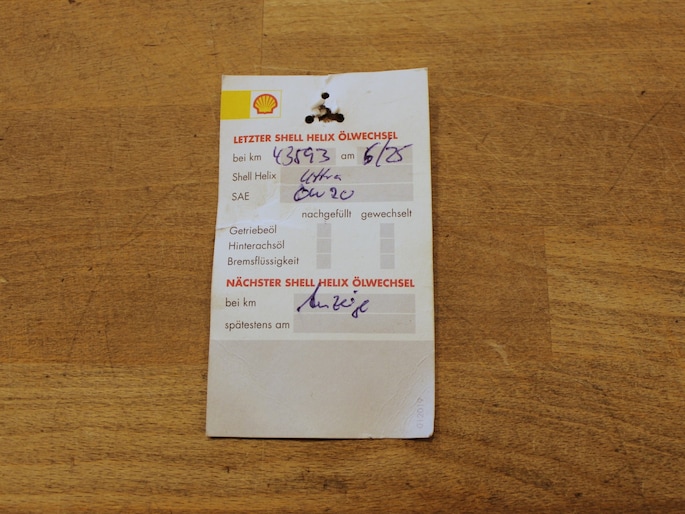 LETZTER SHELL HELIX ÖLWECHSEL
bei km 43593 am 6/25
Shell Helix Ultra
SAE 0W20
nachgefüllt gewechselt
Getriebeöl
Hinterachsöl
Bremsflüssigkeit
NÄCHSTER SHELL HELIX ÖLWECHSEL
bei km Anzeige
spätestens am